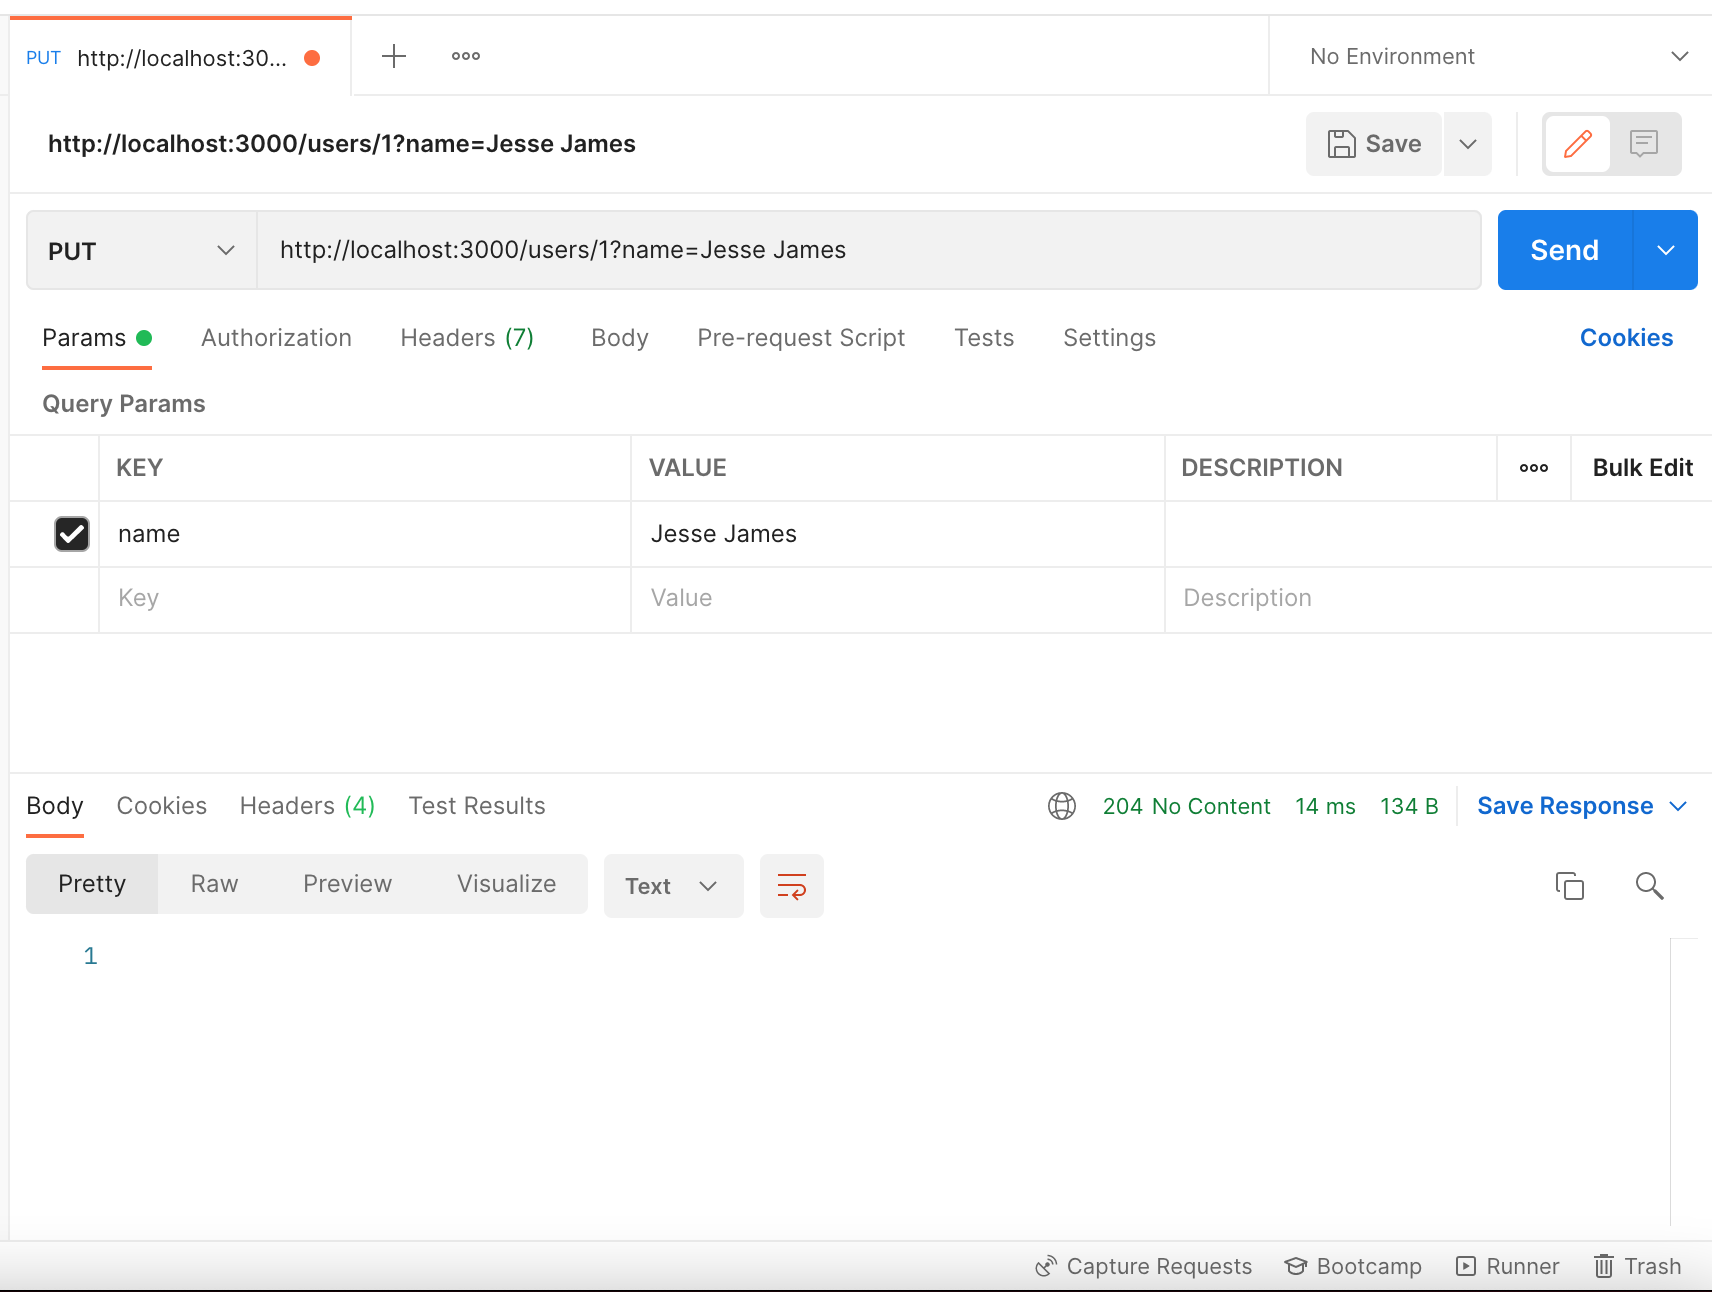 PUT http://localhost:30... No Environment
http://localhost:3000/users/1?name=Jesse James Save
PUT http://localhost:3000/users/1?name=Jesse James Send
Params Authorization Headers (7) Body Pre-request Script Tests Settings Cookies
Query Params
KEY VALUE DESCRIPTION Bulk Edit
name Jesse James
Key Value Description
Body Cookies Headers (4) Test Results 204 No Content 14 ms 134 B Save Response
Pretty Raw Preview Visualize Text
1
Capture Requests Bootcamp Runner Trash